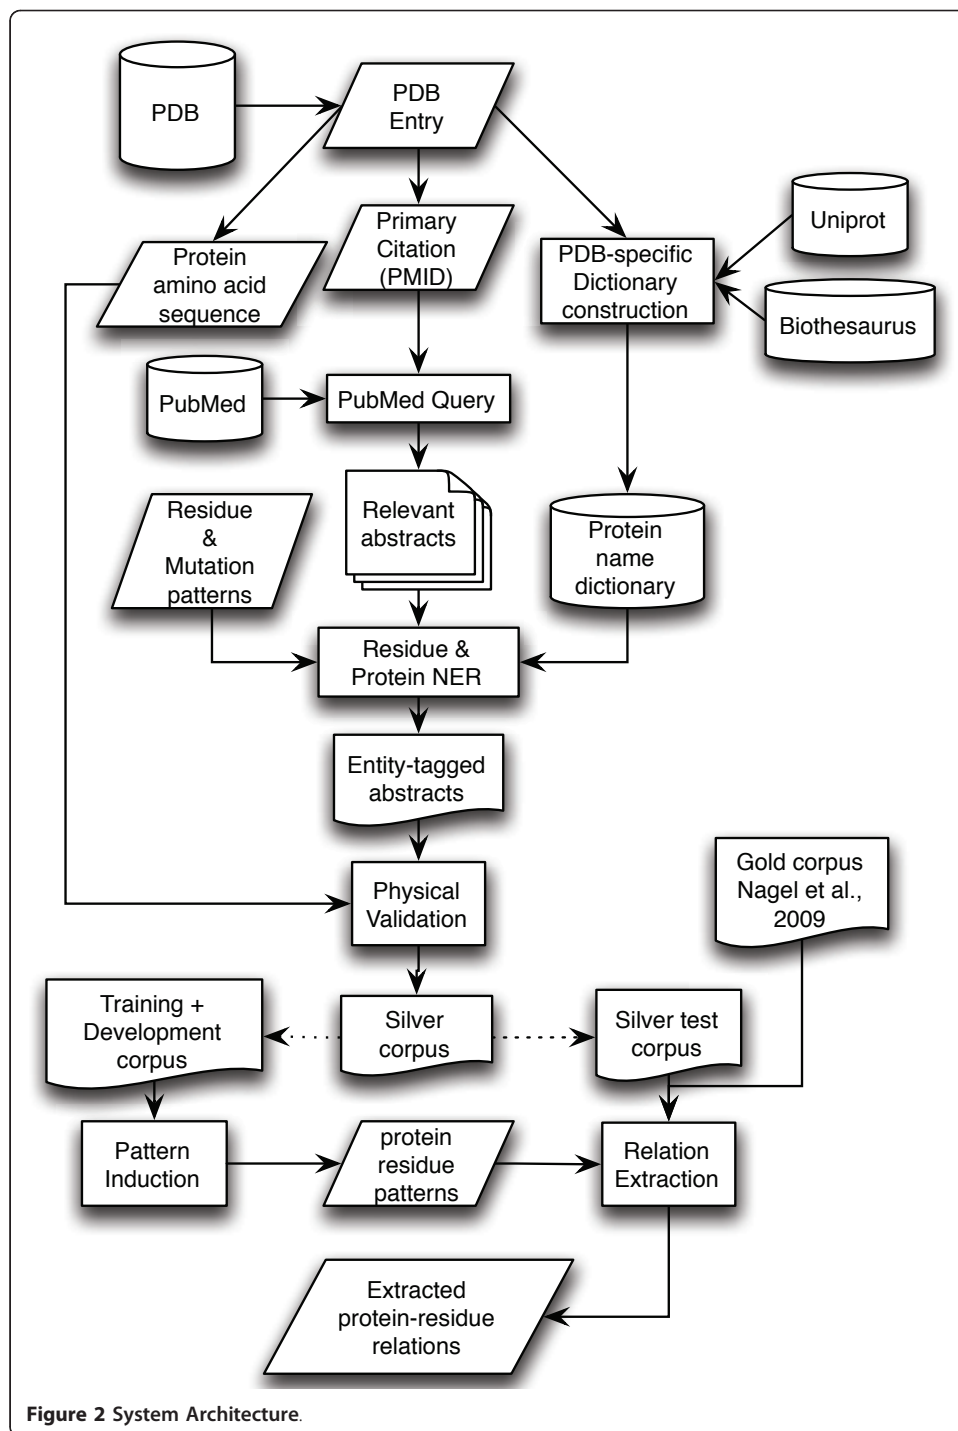 PDB
PDB
Entry
Primary
Citation
(PMID)
Protein
amino acid
sequence
PDB-specific
Dictionary
construction
Uniprot
Biothesaurus
PubMed
PubMed Query
Residue
&
Mutation
patterns
Relevant
abstracts
Protein
name
dictionary
Residue &
Protein NER
Entity-tagged
abstracts
Physical
Validation
Gold corpus
Nagel et al.,
2009
Training +
Development
corpus
Silver
corpus
Silver test
corpus
Pattern
Induction
protein
residue
patterns
Relation
Extraction
Extracted
protein-residue
relations
Figure 2 System Architecture.